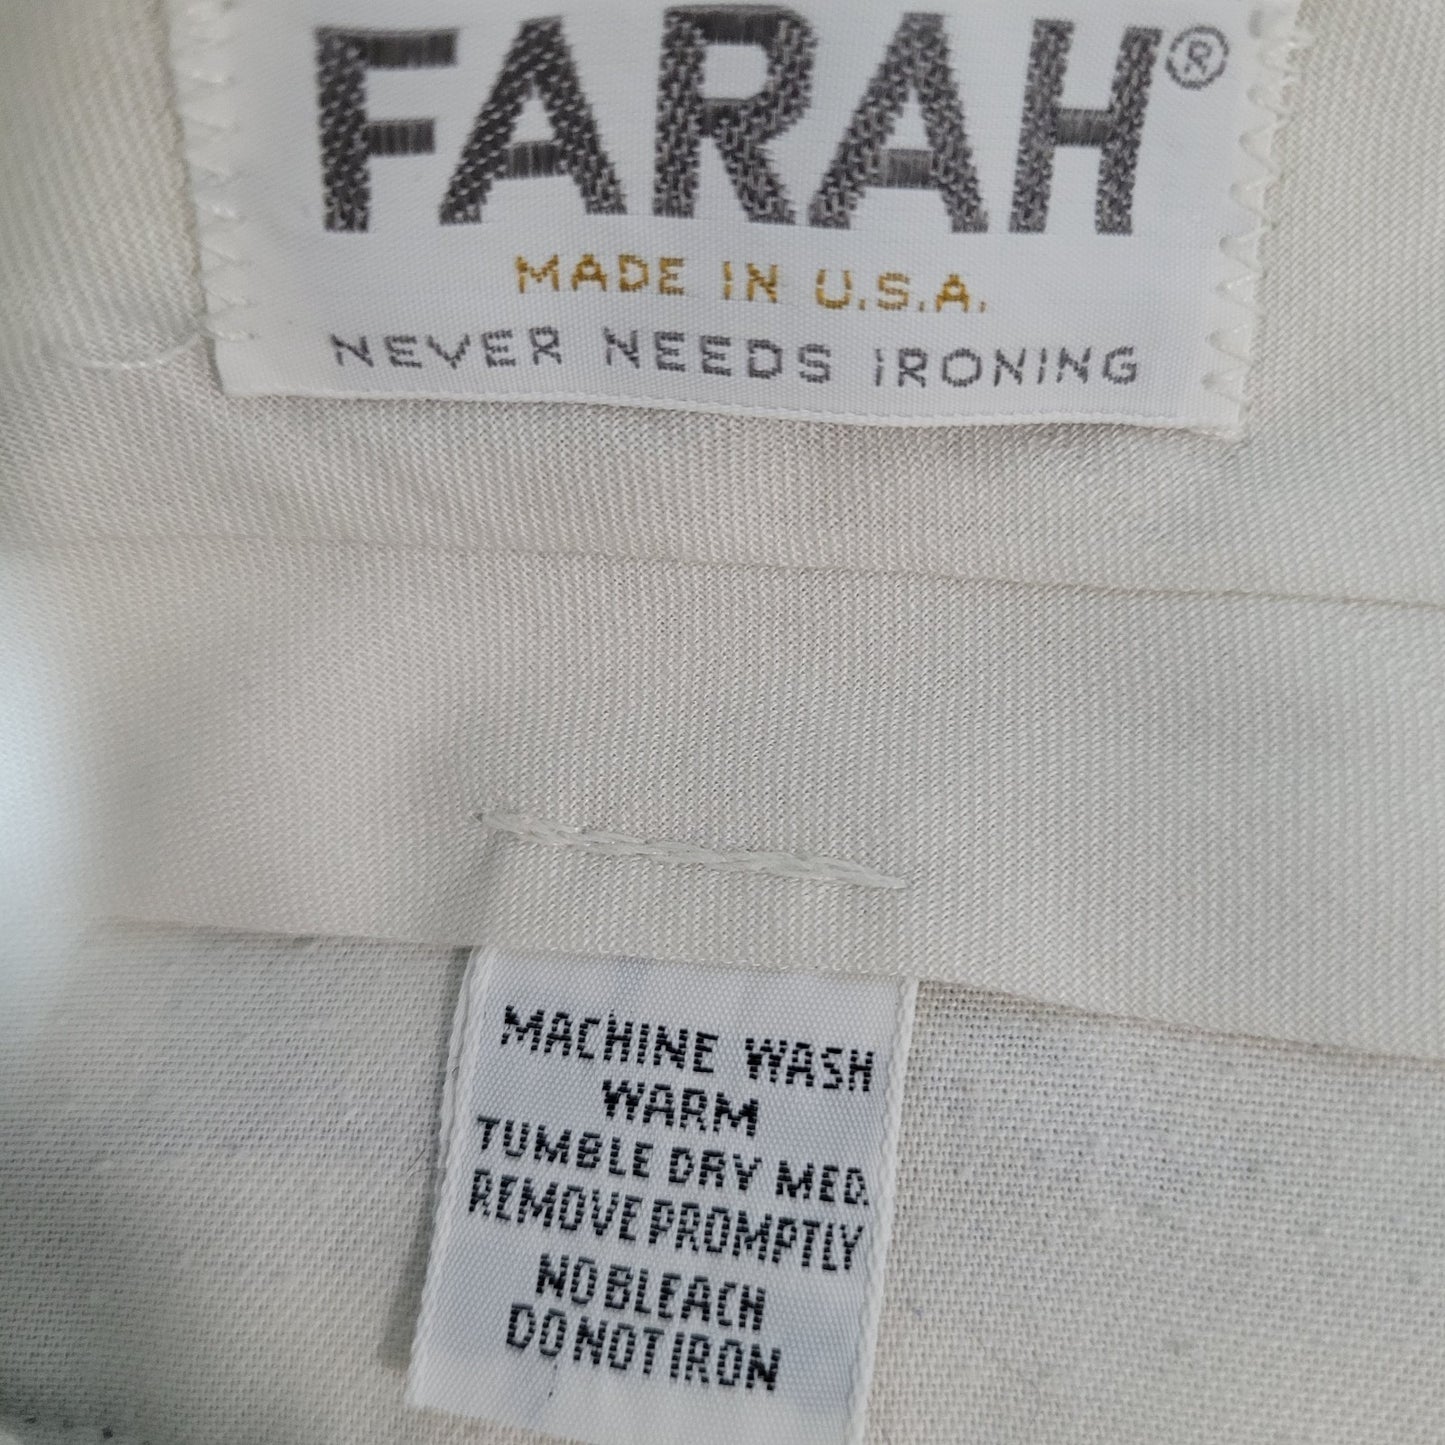 FARAH®
MADE IN U.S.A.
NEVER NEEDS IRONING
MACHINE WASH
WARM
TUMBLE DRY MED.
REMOVE PROMPTLY
NO BLEACH
DO NOT IRON